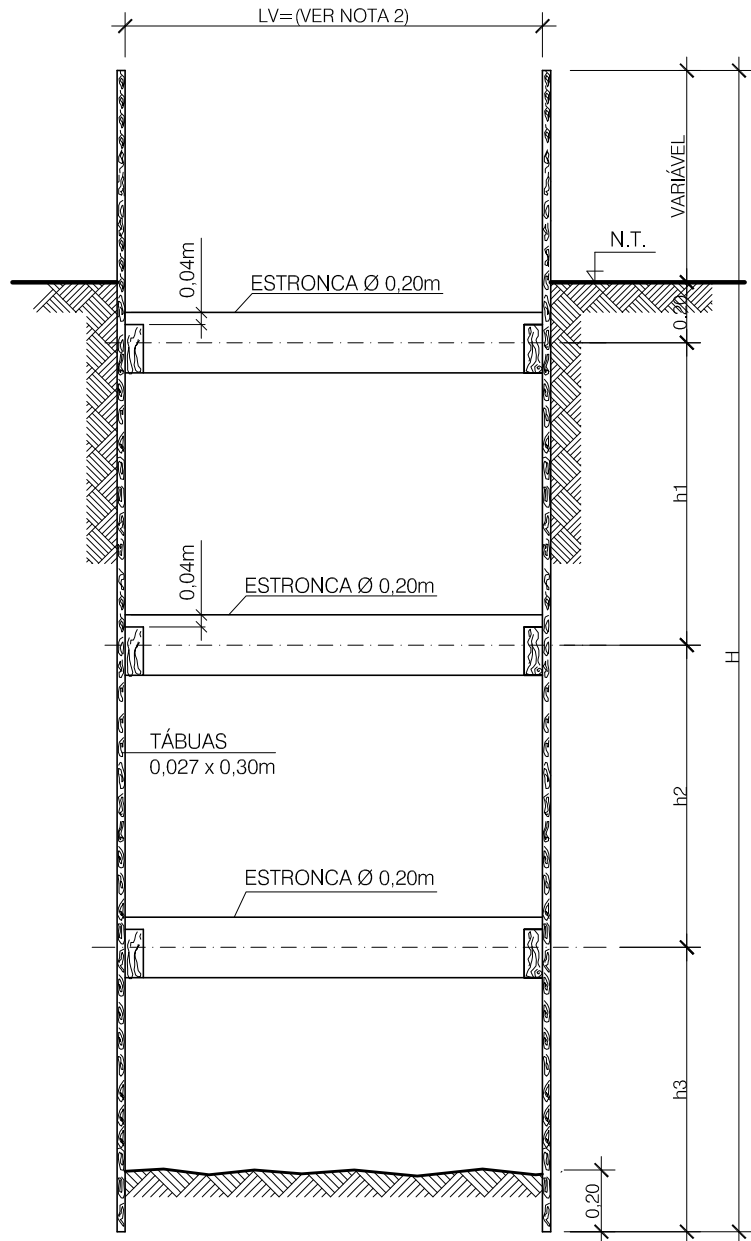 LV=(VER NOTA 2)
VARIÁVEL
N.T.
0,04m
ESTRONCA Ø 0,20m
0,20
h1
0,04m
ESTRONCA Ø 0,20m
H
TÁBUAS
0,027 x 0,30m
h2
ESTRONCA Ø 0,20m
h3
0,20